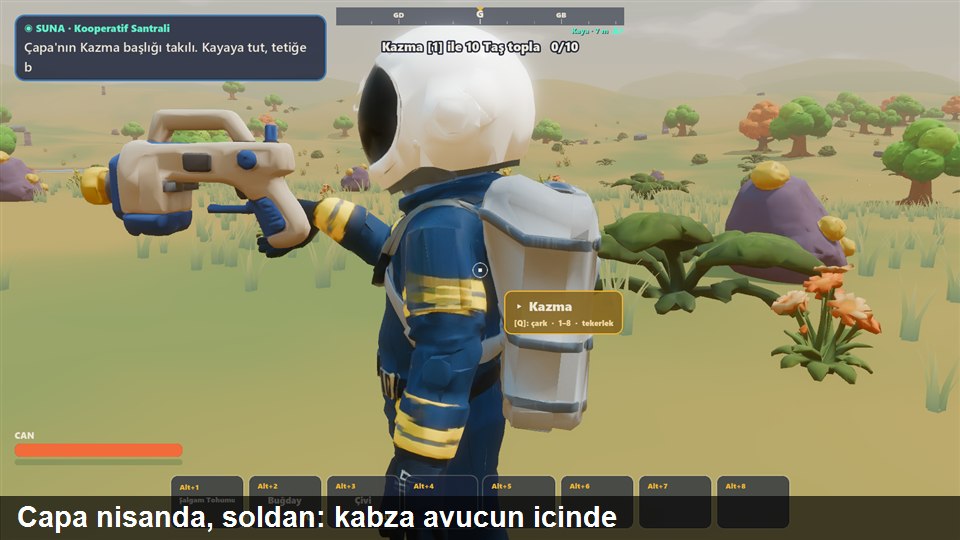 GD G GB
SUNA · Kooperatif Santrali
Çapa'nın Kazma başlığı takılı. Kayaya tut, tetiğe
b
Kaya · 7 m
Kazma [1] ile 10 Taş topla 0/10
Kazma
[Q]: çark · 1–8 · tekerlek
CAN
Alt+1 Alt+2 Alt+3 Alt+4 Alt+5 Alt+6 Alt+7 Alt+8
Şalgam Tohumu Buğday Çivi
Capa nisanda, soldan: kabza avucun icinde